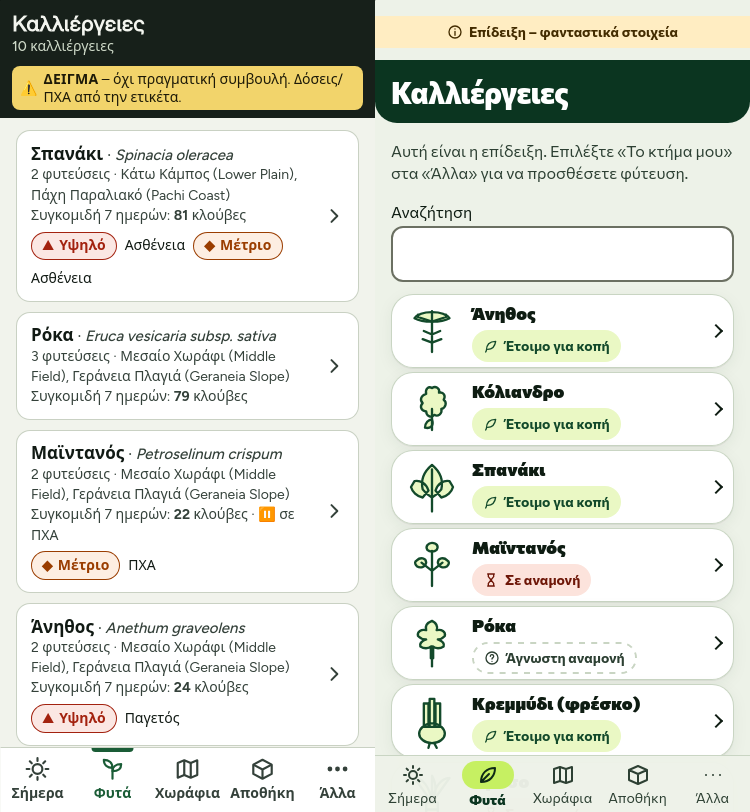 Καλλιέργειες
10 καλλιέργειες
⚠️ ΔΕΙΓΜΑ – όχι πραγματική συμβουλή. Δόσεις/
ΠΧΑ από την ετικέτα.
Σπανάκι · Spinacia oleracea
2 φυτεύσεις · Κάτω Κάμπος (Lower Plain),
Πάχη Παραλιακό (Pachi Coast)
Συγκομιδή 7 ημερών: 81 κλούβες
▲ Υψηλό Ασθένεια ◆ Μέτριο
Ασθένεια
Ρόκα · Eruca vesicaria subsp. sativa
3 φυτεύσεις · Μεσαίο Χωράφι (Middle
Field), Γεράνεια Πλαγιά (Geraneia Slope)
Συγκομιδή 7 ημερών: 79 κλούβες
Μαϊντανός · Petroselinum crispum
2 φυτεύσεις · Μεσαίο Χωράφι (Middle
Field), Γεράνεια Πλαγιά (Geraneia Slope)
Συγκομιδή 7 ημερών: 22 κλούβες · ⏸️ σε
ΠΧΑ
◆ Μέτριο ΠΧΑ
Άνηθος · Anethum graveolens
2 φυτεύσεις · Μεσαίο Χωράφι (Middle
Field), Γεράνεια Πλαγιά (Geraneia Slope)
Συγκομιδή 7 ημερών: 24 κλούβες
▲ Υψηλό Παγετός
Σήμερα Φυτά Χωράφια Αποθήκη Άλλα
Επίδειξη – φανταστικά στοιχεία
Καλλιέργειες
Αυτή είναι η επίδειξη. Επιλέξτε «Το κτήμα μου»
στα «Άλλα» για να προσθέσετε φύτευση.
Αναζήτηση
Άνηθος
Έτοιμο για κοπή
Κόλιανδρο
Έτοιμο για κοπή
Σπανάκι
Έτοιμο για κοπή
Μαϊντανός
Σε αναμονή
Ρόκα
Άγνωστη αναμονή
Κρεμμύδι (φρέσκο)
Έτοιμο για κοπή
Σήμερα Φυτά Χωράφια Αποθήκη Άλλα